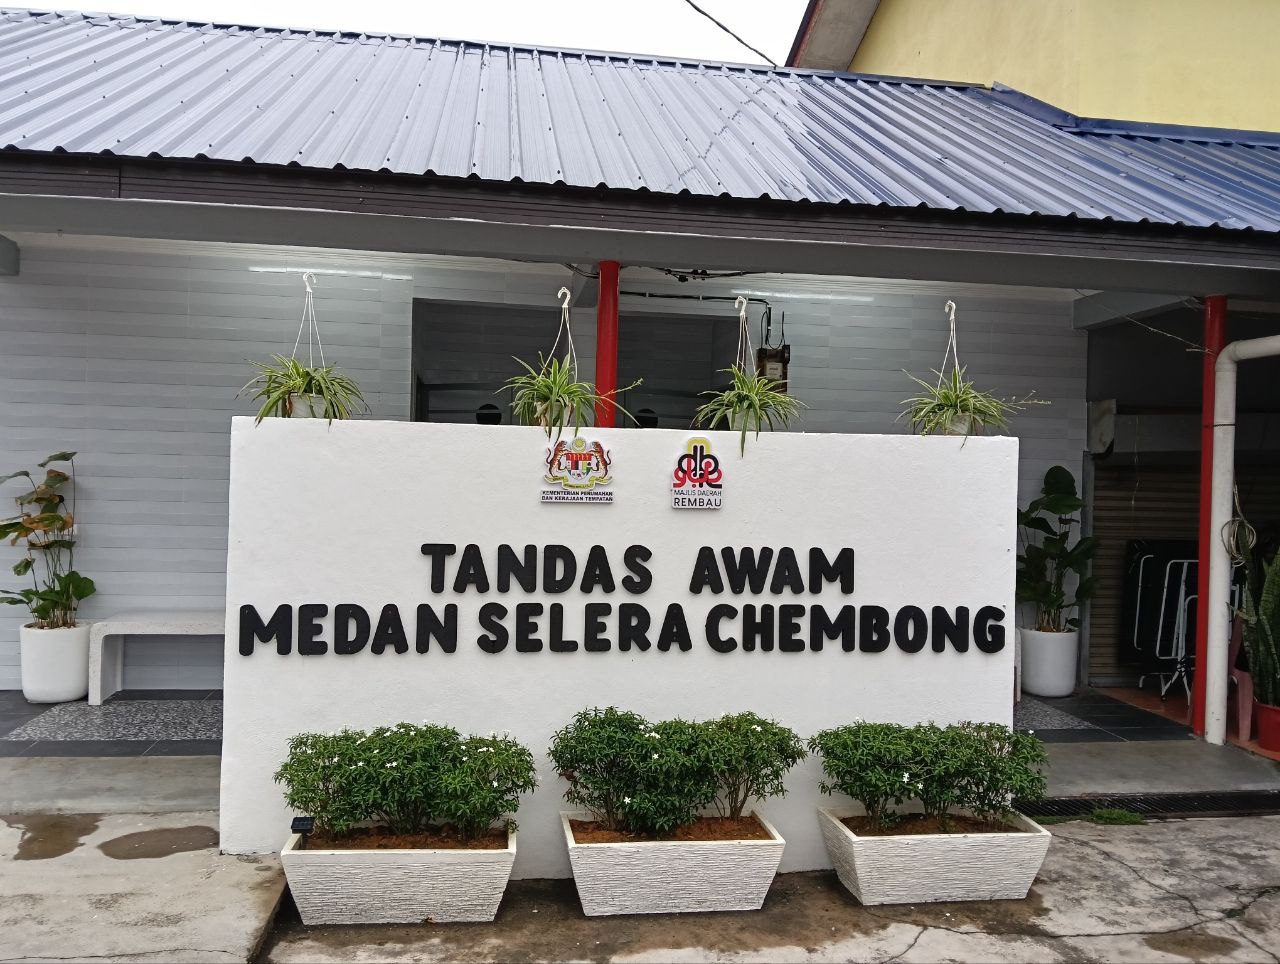 KEMENTERIAN PERUMAHAN
DAN KERAJAAN TEMPATAN
MAJLIS DAERAH
REMBAU
TANDAS AWAM
MEDAN SELERA CHEMBONG